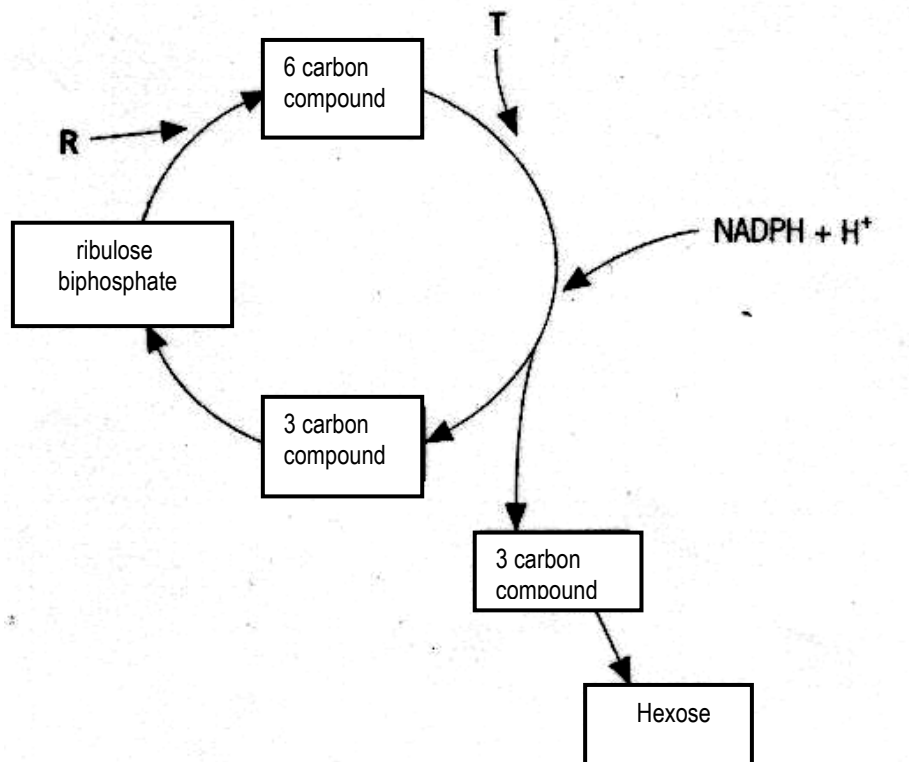 T
6 carbon
compound
R
NADPH + H⁺
ribulose
biphosphate
3 carbon
compound
3 carbon
compound
Hexose